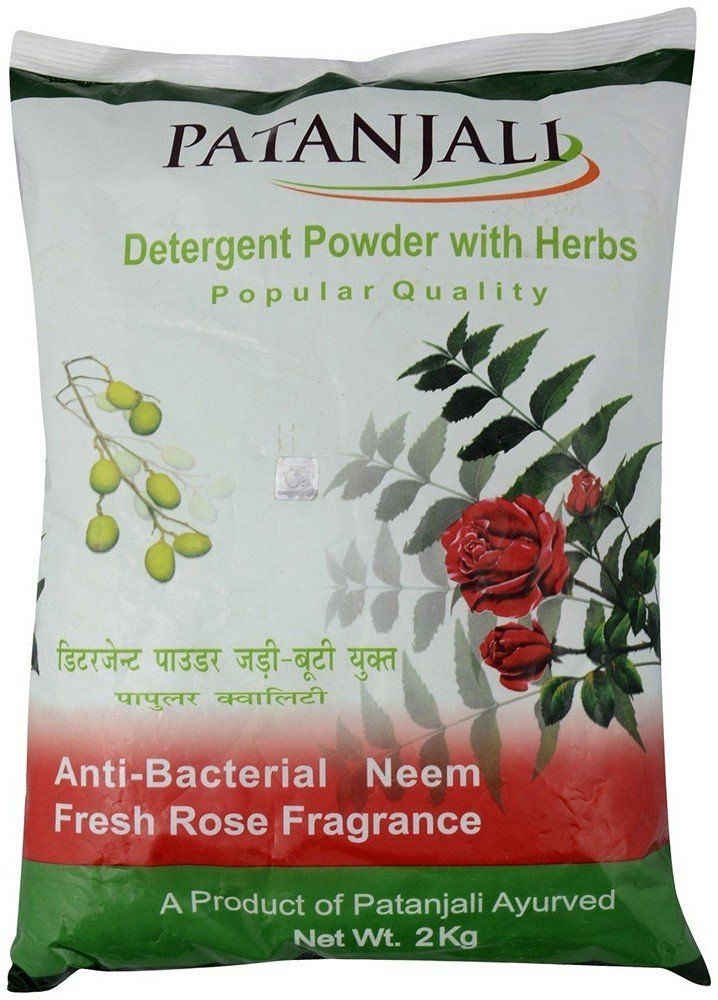 PATANJALI
Detergent Powder with Herbs
Popular Quality
डिटरजेन्ट पाउडर जड़ी-बूटी युक्त
पापुलर क्वालिटी
Anti-Bacterial Neem
Fresh Rose Fragrance
A Product of Patanjali Ayurved
Net Wt. 2Kg